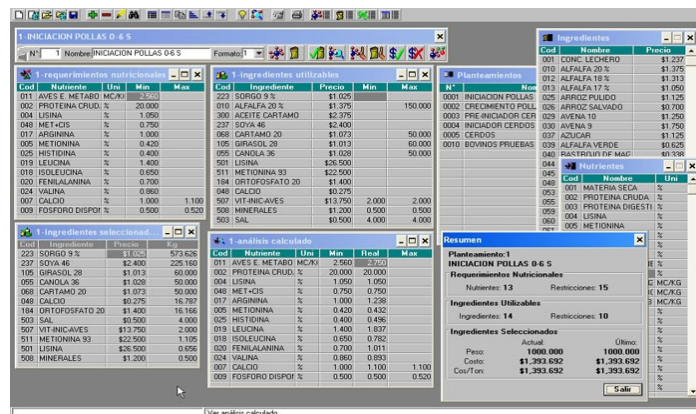 1-INICIACION POLLAS 0-6 S
Nº: 1 Nombre: INICIACION POLLAS 0-6 S Formato: 1
1-requerimientos nutricionales
Cod Nutriente Uni Min Max
011 AVES E. METABO MC/K
002 PROTEINA CRUD. % 20.000
004 LISINA % 1.050
048 MET+CIS % 0.750
017 ARGININA % 1.000
005 METIONINA % 0.420
025 HISTIDINA % 0.400
019 LEUCINA % 1.400
018 ISOLEUCINA % 0.650
020 FENILALANINA % 0.700
024 VALINA % 0.860
007 CALCIO % 1.000 1.100
009 FOSFORO DISPOI % 0.500 0.520
1-ingredientes utilizables
Cod Ingrediente Precio Min Max
223 SORGO 9 % $1.025
010 ALFALFA 20 % $1.375 150.000
300 ACEITE CARTAMO $2.375
237 SOYA 46 $2.400
068 CARTAMO 20 $1.073 50.000
105 GIRASOL 28 $1.013 60.000
055 CANOLA 36 $1.028 50.000
501 LISINA $26.500
511 METIONINA 93 $22.500
184 ORTOFOSFATO 20 $1.400
048 CALCIO $0.275
507 VIT-INIC-AVES $13.750 2.000 2.000
508 MINERALES $1.200 0.500 0.500
503 SAL $0.500 4.000 4.000
Planteamientos
Nº Nom
0001 INICIACION POLLAS
0002 CRECIMIENTO POLL
0003 PRE-INICIADOR CER
0004 INICIADOR CERDOS
0005 CERDOS
0010 BOVINOS PRUEBAS
Ingredientes
Cod Nombre Precio
001 CONC. LECHERO $1.237
010 ALFALFA 20 % $1.375
012 ALFALFA 18 % $1.313
013 ALFALFA 17 % $1.050
025 ARROZ PULIDO $1.125
026 ARROZ SALVADO $0.700
029 AVENA 10 $1.250
030 AVENA 9 $1.750
037 AZUCAR $1.125
039 ALFALFA VERDE $0.625
040 RASTROJO DE MAIZ $0.338
044
045
048
050
053
055
059
060
Nutrientes
Cod Nombre Uni
001 MATERIA SECA %
002 PROTEINA CRUDA %
003 PROTEINA DIGESTI %
004 LISINA %
005 METIONINA %
1-ingredientes seleccionad...
Cod Ingrediente Precio Kg
223 SORGO 9 % $1.025 573.626
237 SOYA 46 $2.400 225.160
105 GIRASOL 28 $1.013 60.000
055 CANOLA 36 $1.028 50.000
068 CARTAMO 20 $1.073 50.000
048 CALCIO $0.275 16.787
184 ORTOFOSFATO 20 $1.400 16.166
503 SAL $0.500 4.000
507 VIT-INIC-AVES $13.750 2.000
511 METIONINA 93 $22.500 1.105
501 LISINA $26.500 0.656
508 MINERALES $1.200 0.500
1-análisis calculado
Cod Nutriente Uni Min Real Max
011 AVES E. METABO MC/K 2.560 2.750
002 PROTEINA CRUD. % 20.000 20.000
004 LISINA % 1.050 1.050
048 MET+CIS % 0.750 0.750
017 ARGININA % 1.000 1.238
005 METIONINA % 0.420 0.432
025 HISTIDINA % 0.400 0.496
019 LEUCINA % 1.400 1.837
018 ISOLEUCINA % 0.650 0.782
020 FENILALANINA % 0.700 1.011
024 VALINA % 0.860 0.893
007 CALCIO % 1.000 1.100 1.100
009 FOSFORO DISPOI % 0.500 0.500 0.520
Resumen
Planteamiento:1
INICIACION POLLAS 0-6 S
Requerimientos Nutricionales
Nutrientes: 13 Restricciones: 15
Ingredientes Utilizables
Ingredientes: 14 Restricciones: 10
Ingredientes Seleccionados
Actual: Último:
Peso: 1000.000 1000.000
Costo: $1,393.692 $1,393.692
Cos/Ton: $1,393.692 $1,393.692
Salir
%
MC/KG
MC/KG
MC/KG
%
%
%
%
%
%
%
Ver análisis calculado